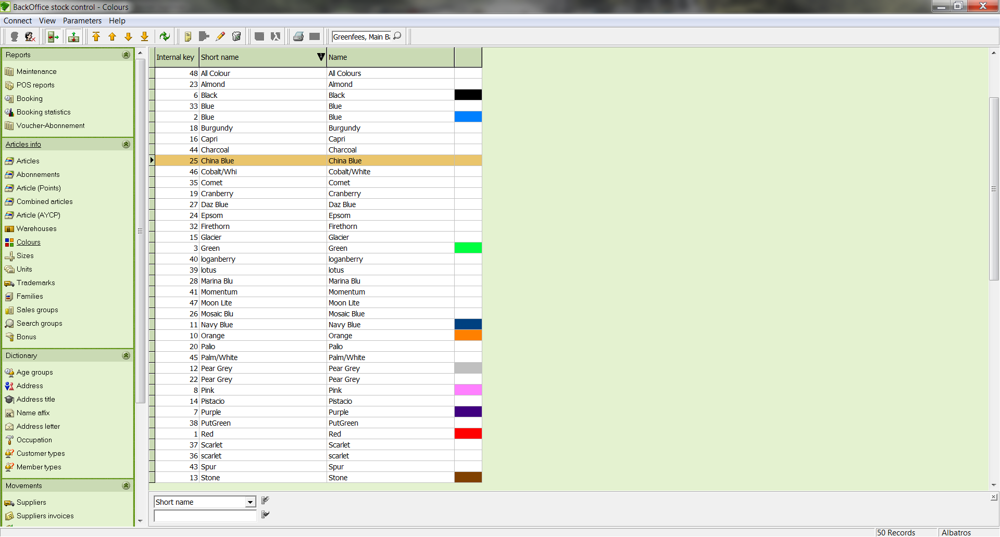 BackOffice stock control - Colours
Connect View Parameters Help
Greenfees, Main B
Reports
Maintenance
POS reports
Booking
Booking statistics
Voucher-Abonnement
Articles info
Articles
Abonnements
Article (Points)
Combined articles
Article (AYCP)
Warehouses
Colours
Sizes
Units
Trademarks
Families
Sales groups
Search groups
Bonus
Dictionary
Age groups
Address
Address title
Name affix
Address letter
Occupation
Customer types
Member types
Movements
Suppliers
Suppliers invoices
Internal key Short name Name
48 All Colour All Colours
23 Almond Almond
6 Black Black
33 Blue Blue
2 Blue Blue
18 Burgundy Burgundy
16 Capri Capri
44 Charcoal Charcoal
25 China Blue China Blue
46 Cobalt/Whi Cobalt/White
35 Comet Comet
19 Cranberry Cranberry
27 Daz Blue Daz Blue
24 Epsom Epsom
32 Firethorn Firethorn
15 Glacier Glacier
3 Green Green
40 loganberry loganberry
39 lotus lotus
28 Marina Blu Marina Blu
41 Momentum Momentum
47 Moon Lite Moon Lite
26 Mosaic Blu Mosaic Blue
11 Navy Blue Navy Blue
10 Orange Orange
20 Palio Palio
45 Palm/White Palm/White
12 Pear Grey Pear Grey
22 Pear Grey Pear Grey
8 Pink Pink
14 Pistacio Pistacio
7 Purple Purple
38 PutGreen PutGreen
1 Red Red
37 Scarlet Scarlet
36 scarlet scarlet
43 Spur Spur
13 Stone Stone
Short name
50 Records Albatros